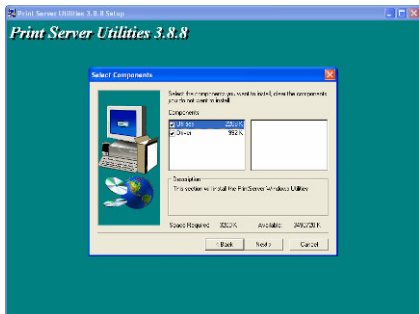 Print Server Utilities 3.8.8 Setup
Print Server Utilities 3.8.8
Select Components
Select the components you want to install, clear the components
you do not want to install.
Components
Utilities
Driver 992 K
Description
This section will install the PrintServer Windows Utilities
Space Required:
Available:
< Back Next > Cancel